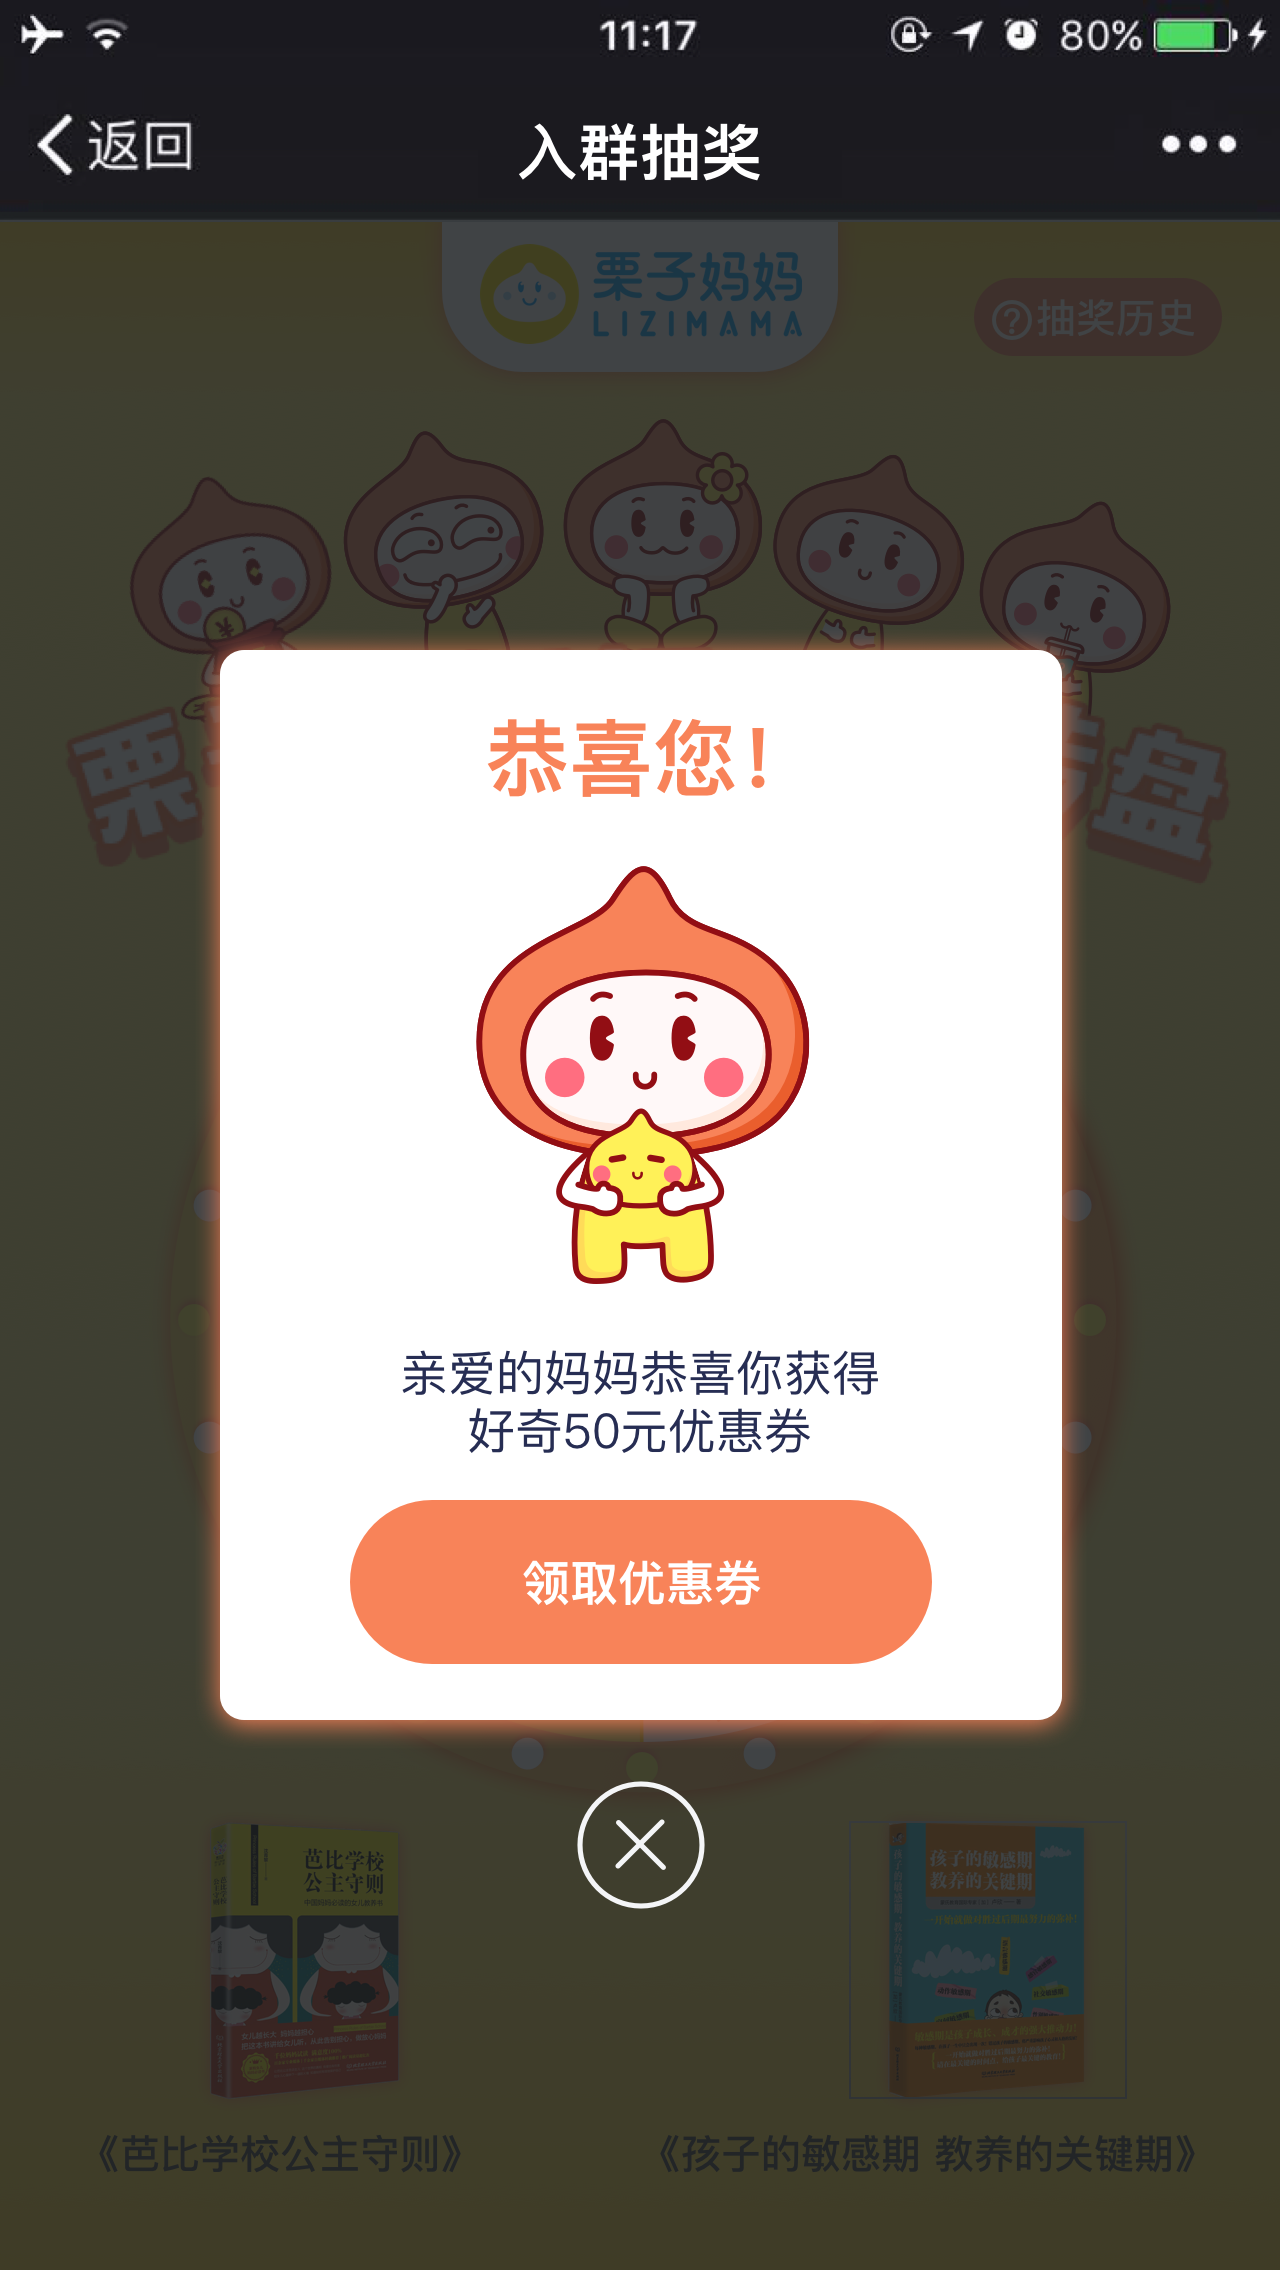 11:17
80%
返回
入群抽奖
栗子妈妈
LIZIMAMA
?抽奖历史
¥
栗
盘
恭喜您!
亲爱的妈妈恭喜你获得
好奇50元优惠券
领取优惠券
芭比学校
公主守则
孩子的敏感期
教养的关键期
《芭比学校公主守则》
《孩子的敏感期 教养的关键期》